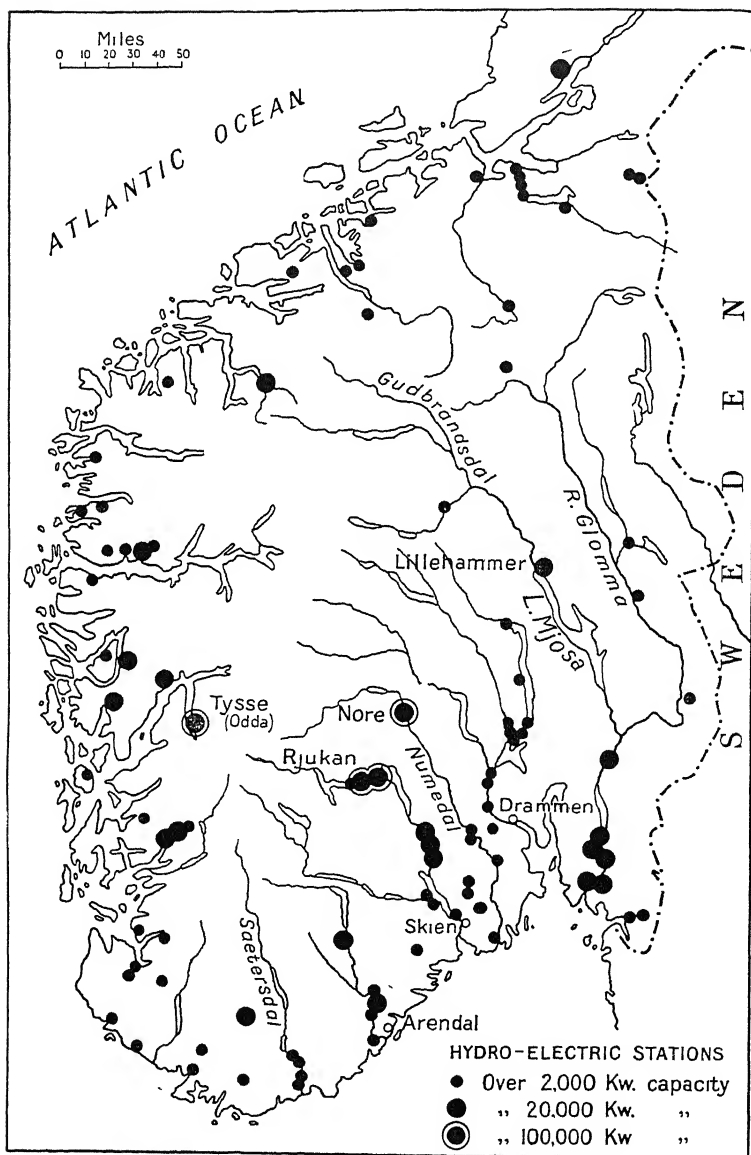 Miles
0 10 20 30 40 50
ATLANTIC OCEAN
SWEDEN
Gudbrandsdal
R. Glomma
Lillehammer
L. Mjosa
Tysse
(Odda)
Nore
Rjukan
Numedal
Drammen
Skien
Saetersdal
Arendal
HYDRO-ELECTRIC STATIONS
Over 2,000 Kw. capacity
,, 20.000 Kw. ,,
,, 100,000 Kw ,,